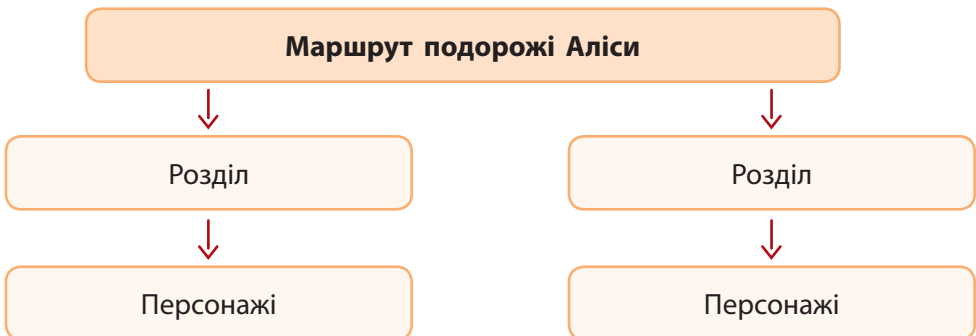 Маршрут подорожі Аліси
Розділ
Розділ
Персонажі
Персонажі